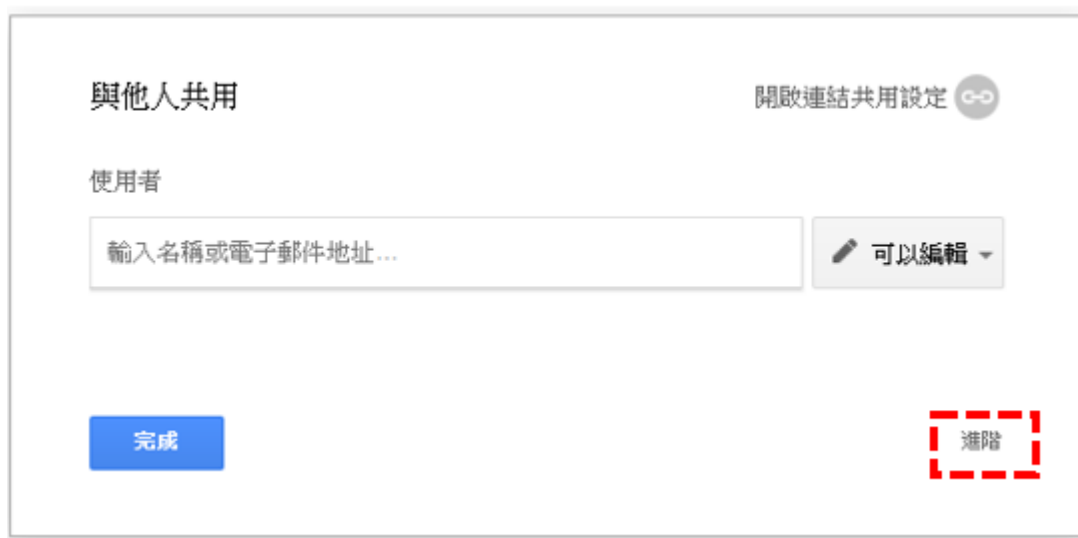 與他人共用
開啟連結共用設定
使用者
輸入名稱或電子郵件地址...
可以編輯
完成
進階